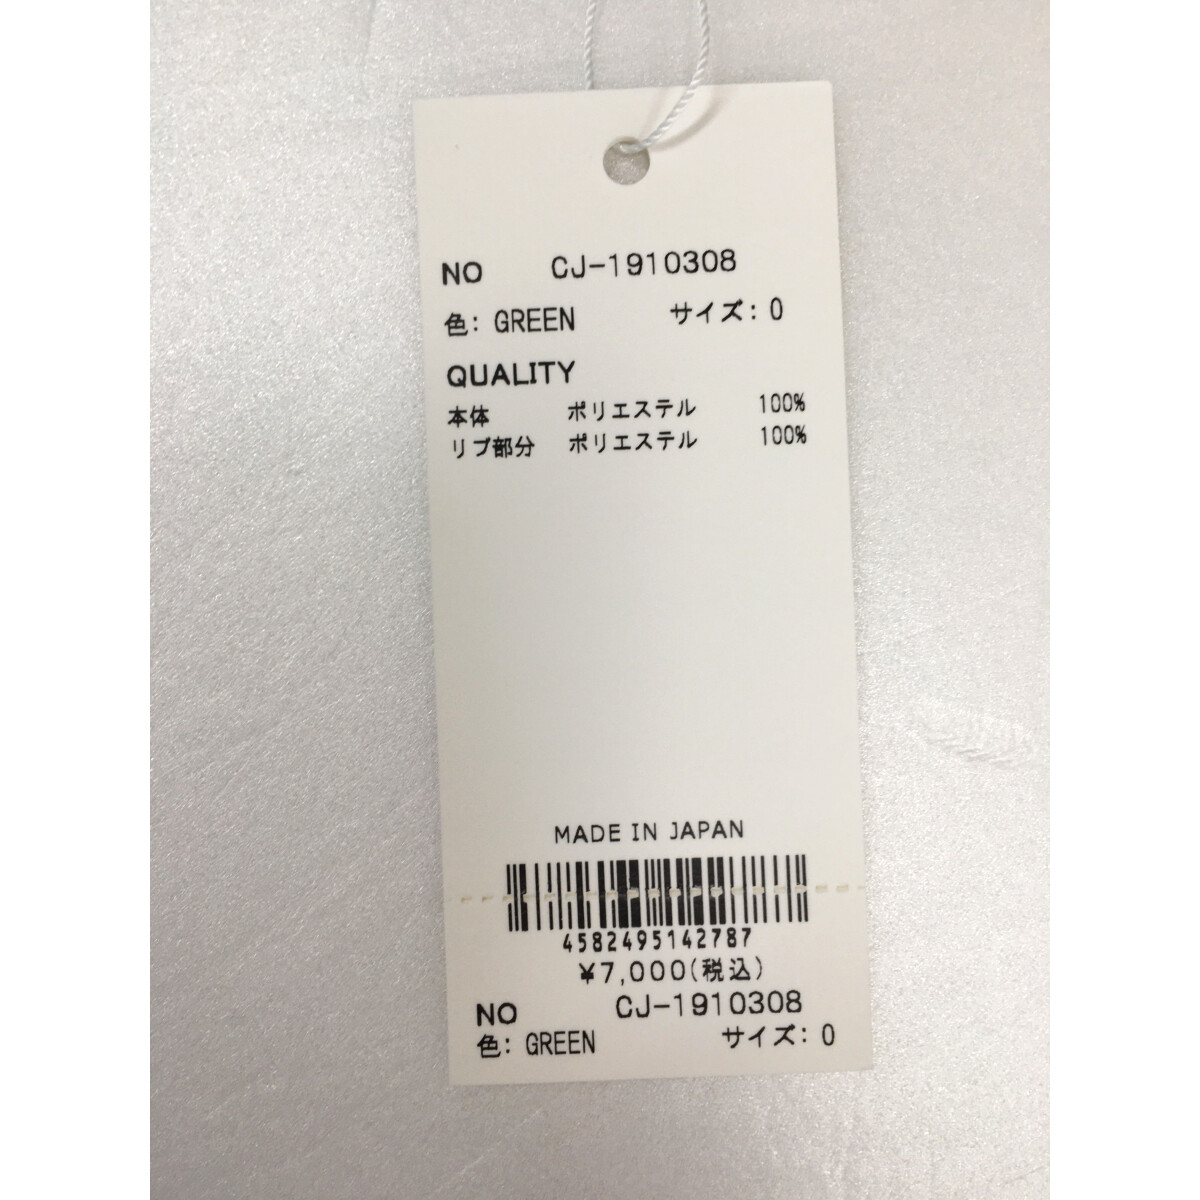 NO CJ-1910308
色: GREEN サイズ: 0
QUALITY
本体 ポリエステル 100%
リブ部分 ポリエステル 100%
MADE IN JAPAN
4582495142787
¥7,000(税込)
NO CJ-1910308
色: GREEN サイズ: 0